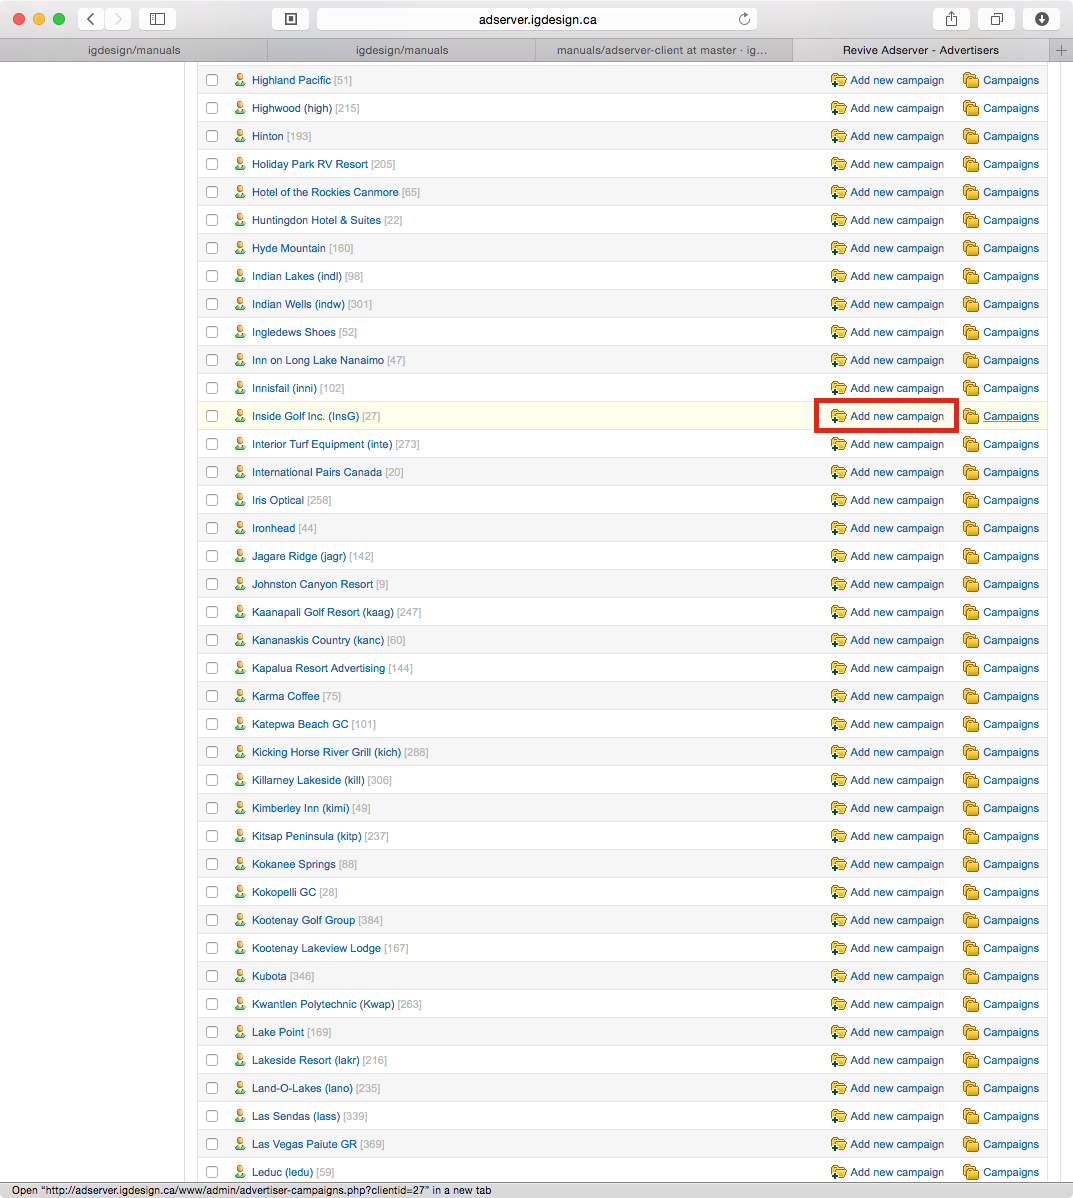 adserver.igdesign.ca
igdesign/manuals igdesign/manuals manuals/adserver-client at master · ig... Revive Adserver - Advertisers
Highland Pacific [51] Add new campaign Campaigns
Highwood (high) [215] Add new campaign Campaigns
Hinton [193] Add new campaign Campaigns
Holiday Park RV Resort [205] Add new campaign Campaigns
Hotel of the Rockies Canmore [65] Add new campaign Campaigns
Huntingdon Hotel & Suites [22] Add new campaign Campaigns
Hyde Mountain [160] Add new campaign Campaigns
Indian Lakes (indl) [98] Add new campaign Campaigns
Indian Wells (indw) [301] Add new campaign Campaigns
Ingledews Shoes [52] Add new campaign Campaigns
Inn on Long Lake Nanaimo [47] Add new campaign Campaigns
Innisfail (inni) [102] Add new campaign Campaigns
Inside Golf Inc. (InsG) [27] Add new campaign Campaigns
Interior Turf Equipment (inte) [273] Add new campaign Campaigns
International Pairs Canada [20] Add new campaign Campaigns
Iris Optical [258] Add new campaign Campaigns
Ironhead [44] Add new campaign Campaigns
Jagare Ridge (jagr) [142] Add new campaign Campaigns
Johnston Canyon Resort [9] Add new campaign Campaigns
Kaanapali Golf Resort (kaag) [247] Add new campaign Campaigns
Kananaskis Country (kanc) [60] Add new campaign Campaigns
Kapalua Resort Advertising [144] Add new campaign Campaigns
Karma Coffee [75] Add new campaign Campaigns
Katepwa Beach GC [101] Add new campaign Campaigns
Kicking Horse River Grill (kich) [288] Add new campaign Campaigns
Killarney Lakeside (kill) [306] Add new campaign Campaigns
Kimberley Inn (kimi) [49] Add new campaign Campaigns
Kitsap Peninsula (kitp) [237] Add new campaign Campaigns
Kokanee Springs [88] Add new campaign Campaigns
Kokopelli GC [28] Add new campaign Campaigns
Kootenay Golf Group [384] Add new campaign Campaigns
Kootenay Lakeview Lodge [167] Add new campaign Campaigns
Kubota [346] Add new campaign Campaigns
Kwantlen Polytechnic (Kwap) [263] Add new campaign Campaigns
Lake Point [169] Add new campaign Campaigns
Lakeside Resort (lakr) [216] Add new campaign Campaigns
Land-O-Lakes (lano) [235] Add new campaign Campaigns
Las Sendas (lass) [339] Add new campaign Campaigns
Las Vegas Paiute GR [369] Add new campaign Campaigns
Leduc (ledu) [59] Add new campaign Campaigns
Open “http://adserver.igdesign.ca/www/admin/advertiser-campaigns.php?clientid=27” in a new tab